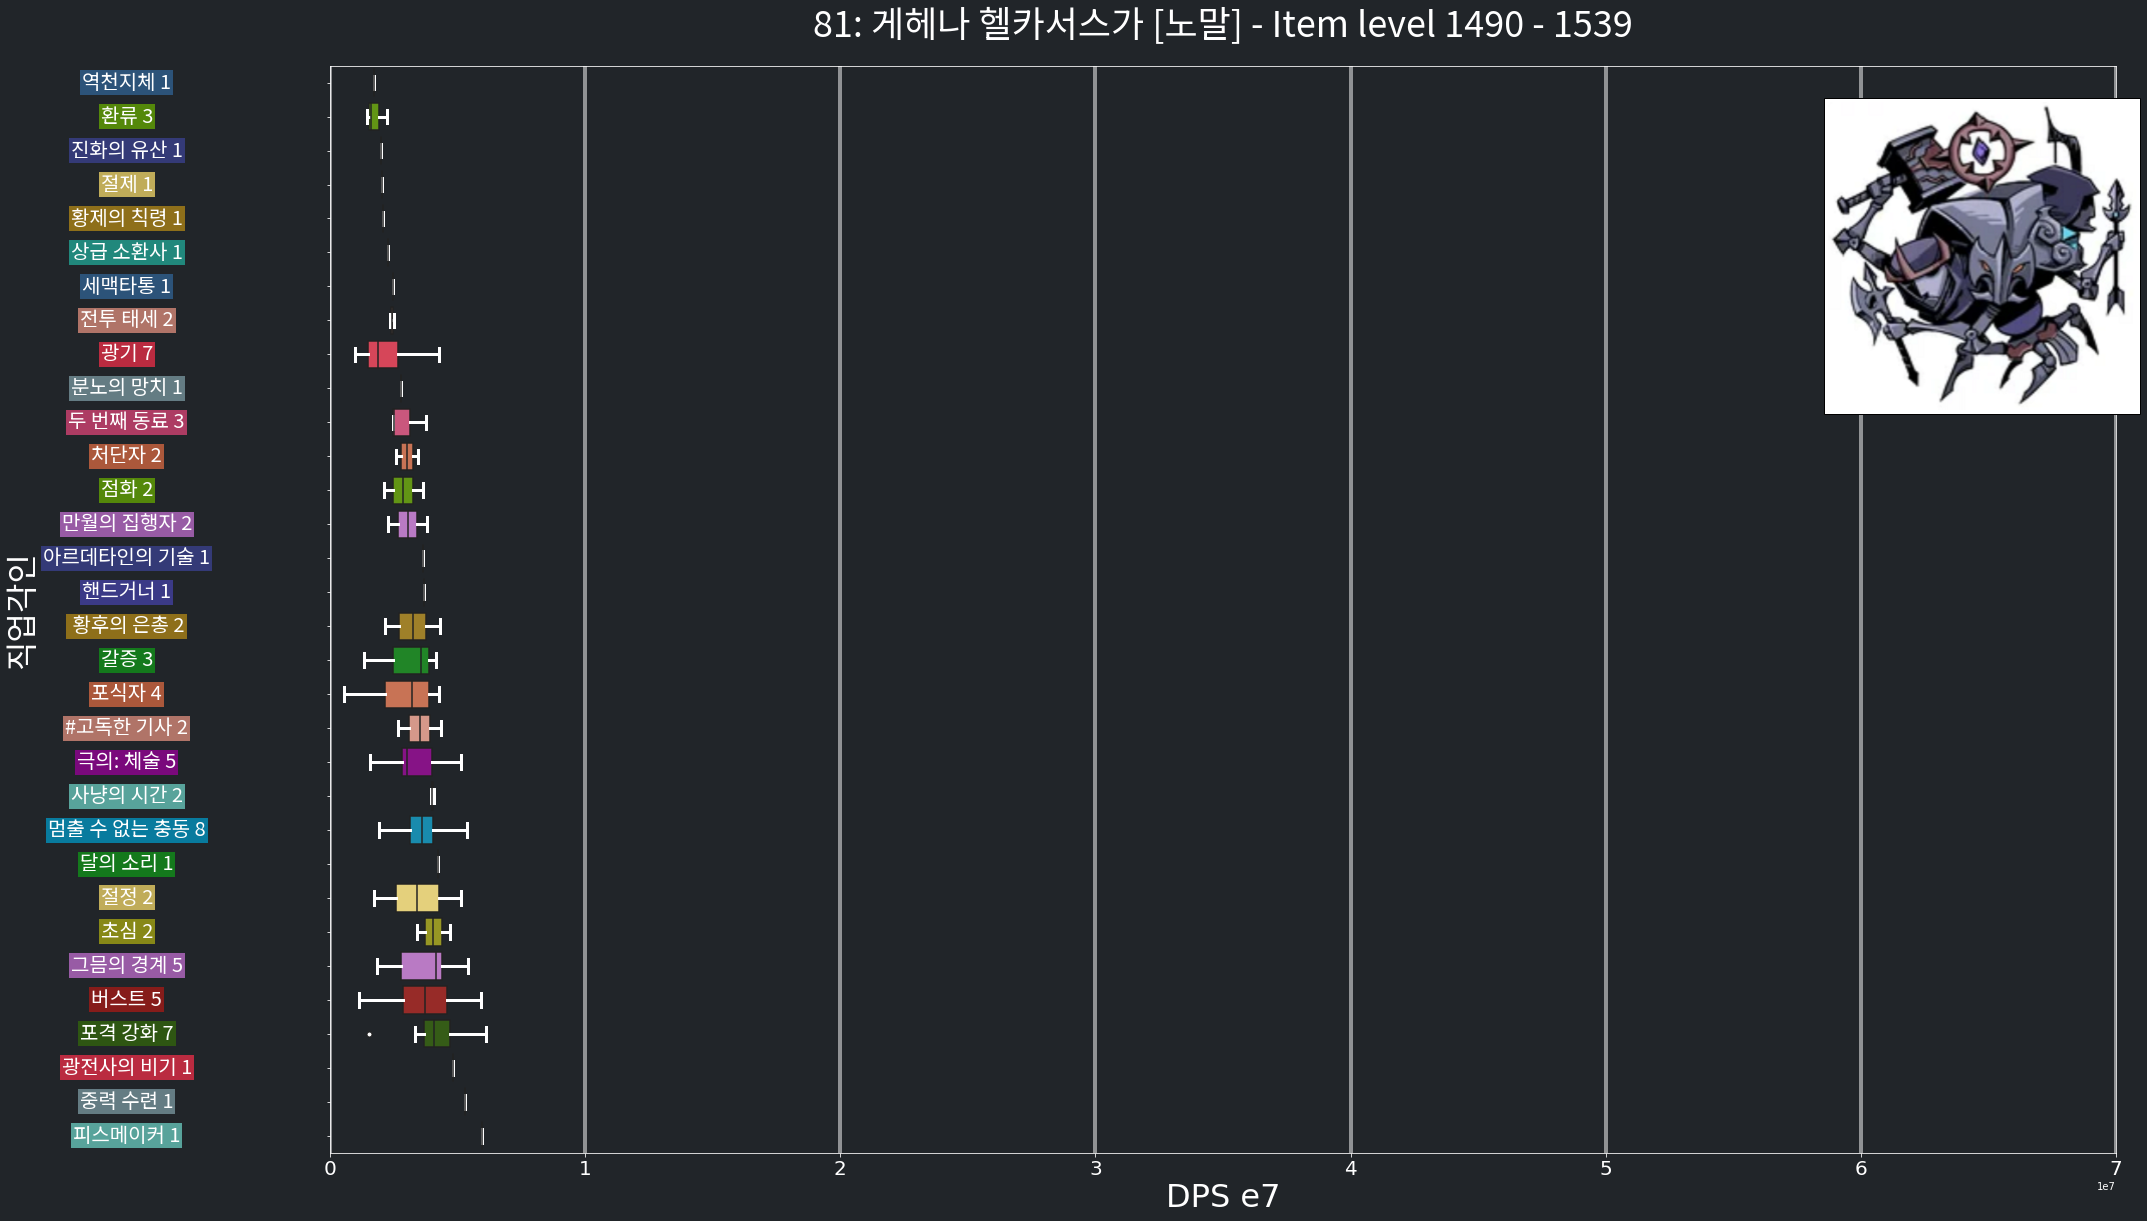 81: 게헤나 헬카서스가 [노말] - Item level 1490 - 1539
역천지체 1
환류 3
진화의 유산 1
절제 1
황제의 칙령 1
상급 소환사 1
세맥타통 1
전투 태세 2
광기 7
분노의 망치 1
두 번째 동료 3
처단자 2
점화 2
만월의 집행자 2
아르데타인의 기술 1
핸드거너 1
황후의 은총 2
갈증 3
포식자 4
#고독한 기사 2
극의: 체술 5
사냥의 시간 2
멈출 수 없는 충동 8
달의 소리 1
절정 2
초심 2
그믐의 경계 5
버스트 5
포격 강화 7
광전사의 비기 1
중력 수련 1
피스메이커 1
직업각인
0 1 2 3 4 5 6 7
1e7
DPS e7